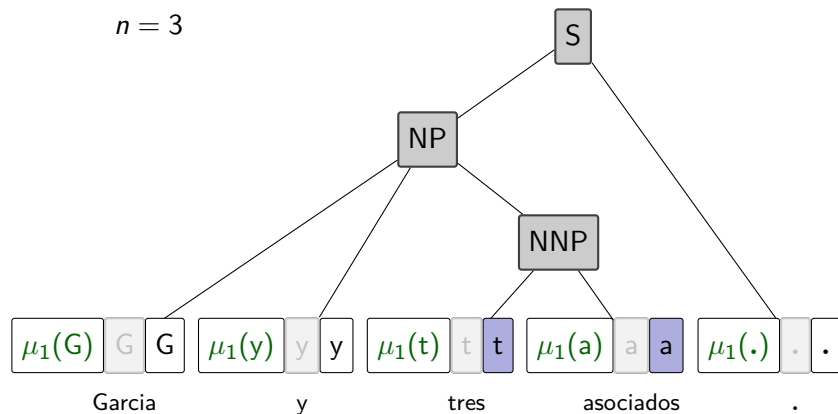 n = 3
S
NP
NNP
μ₁(G) G G μ₁(y) y y μ₁(t) t t μ₁(a) a a μ₁(.) . .
Garcia y tres asociados .